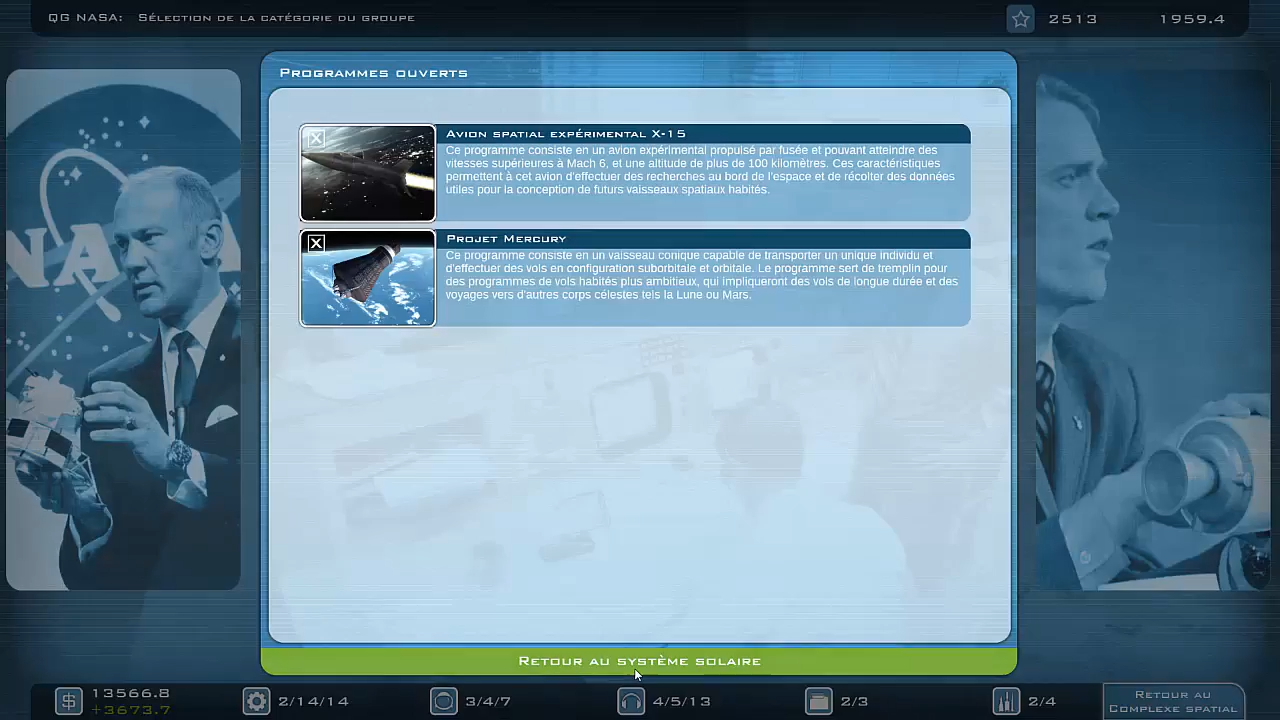 QG NASA: Sélection de la catégorie du groupe
2513
1959.4
Programmes ouverts
Avion spatial expérimental X-15
Ce programme consiste en un avion expérimental propulsé par fusée et pouvant atteindre des
vitesses supérieures à Mach 6, et une altitude de plus de 100 kilomètres. Ces caractéristiques
permettent à cet avion d'effectuer des recherches au bord de l'espace et de récolter des données
utiles pour la conception de futurs vaisseaux spatiaux habités.
Projet Mercury
Ce programme consiste en un vaisseau conique capable de transporter un unique individu et
d'effectuer des vols en configuration suborbitale et orbitale. Le programme sert de tremplin pour
des programmes de vols habités plus ambitieux, qui impliqueront des vols de longue durée et des
voyages vers d'autres corps célestes tels la Lune ou Mars.
NA
Retour au système solaire
13566.8
+3673.7
2/14/14
3/4/7
4/5/13
2/3
2/4
Retour au
Complexe spatial